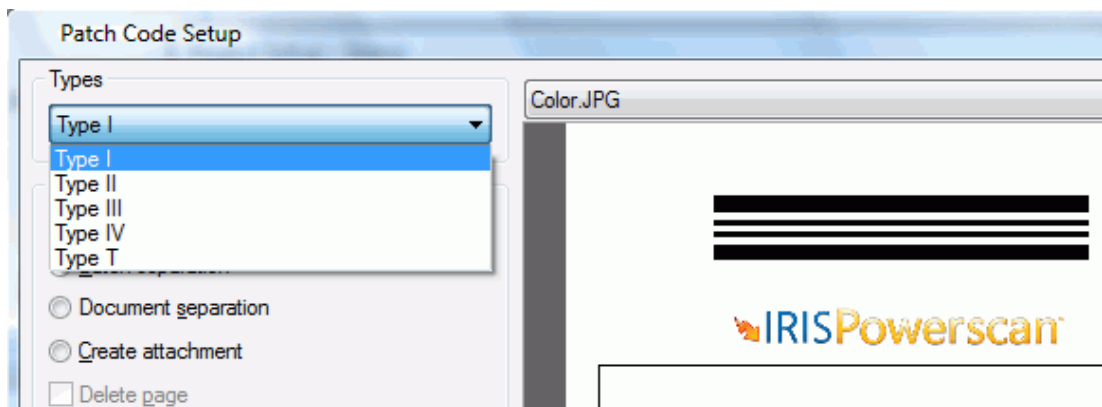 Patch Code Setup
Types
Type I
Type I
Type II
Type III
Type IV
Type T
Document separation
Create attachment
Delete page
Color.JPG
IRISPowerscan